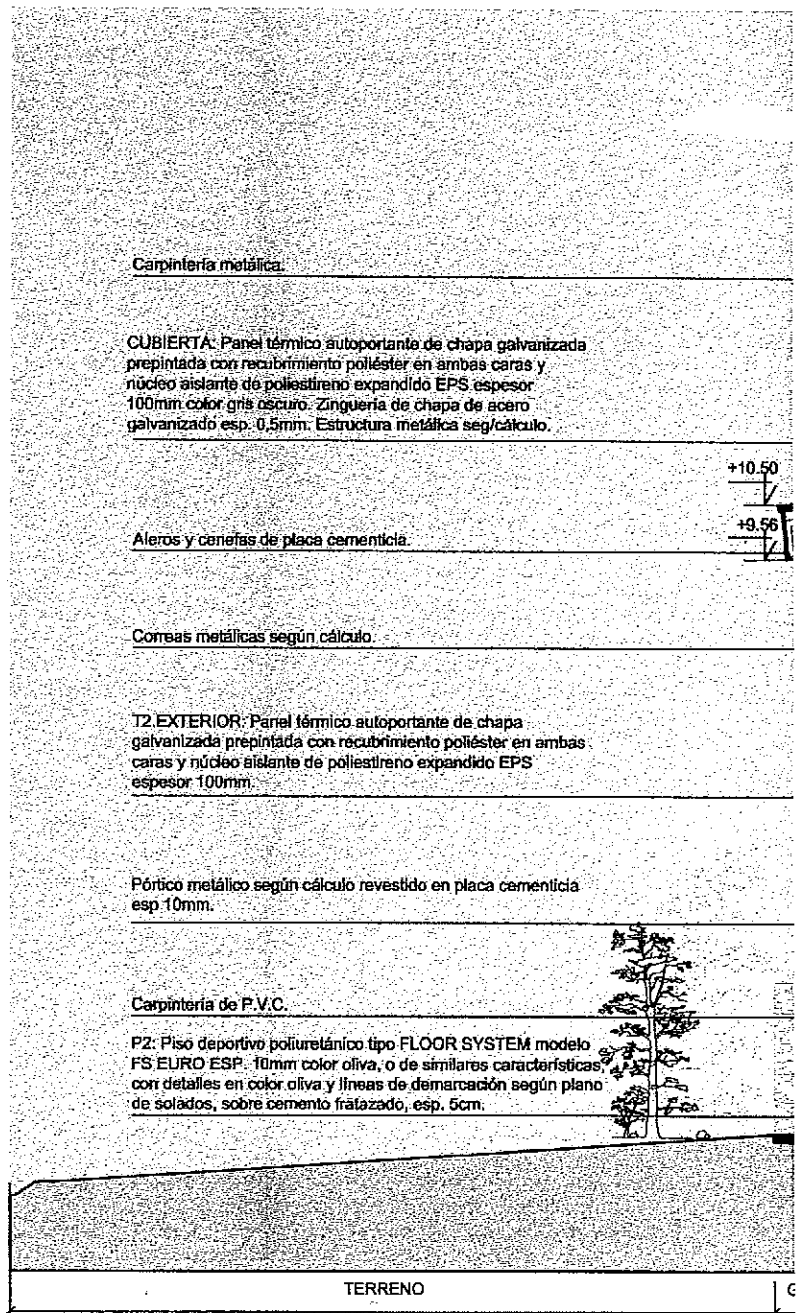 Carpintería metálica.
CUBIERTA: Panel térmico autoportante de chapa galvanizada
prepintada con recubrimiento poliéster en ambas caras y
núcleo aislante de poliestireno expandido EPS espesor
100mm color gris oscuro. Zinguería de chapa de acero
galvanizado esp. 0,5mm. Estructura metálica seg/cálculo.
+10.50
+9.56
Aleros y cenefas de placa cementicia.
Correas metálicas según cálculo.
T2.EXTERIOR: Panel térmico autoportante de chapa
galvanizada prepintada con recubrimiento poliéster en ambas
caras y núcleo aislante de poliestireno expandido EPS
espesor 100mm.
Pórtico metálico según cálculo revestido en placa cementicia
esp 10mm.
Carpintería de P.V.C.
P2: Piso deportivo poliuretánico tipo FLOOR SYSTEM modelo
FS EURO ESP. 10mm color oliva, o de similares características,
con detalles en color oliva y líneas de demarcación según plano
de solados, sobre cemento fratazado, esp. 5cm.
TERRENO